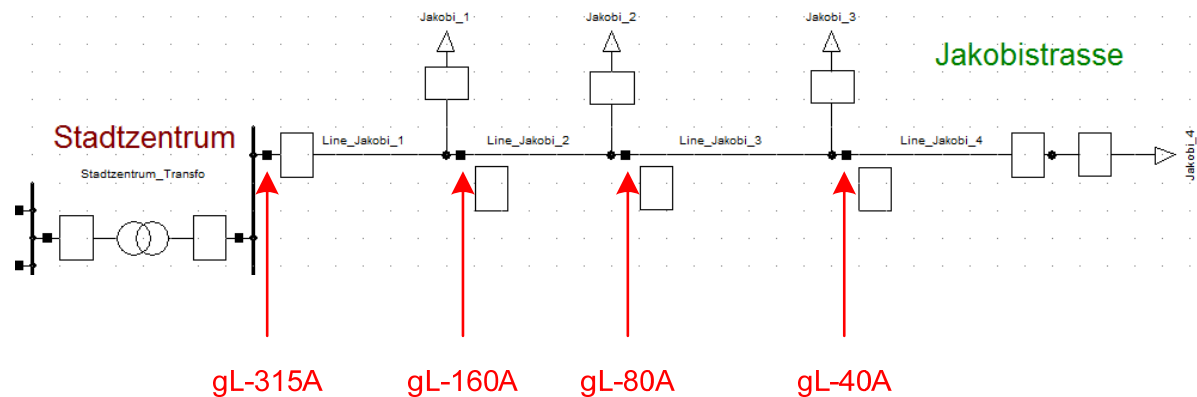 Jakobi_1
Jakobi_2
Jakobi_3
Jakobistrasse
Stadtzentrum
Line_Jakobi_1
Line_Jakobi_2
Line_Jakobi_3
Line_Jakobi_4
Jakobi_4
Stadtzentrum_Transfo
gL-315A
gL-160A
gL-80A
gL-40A